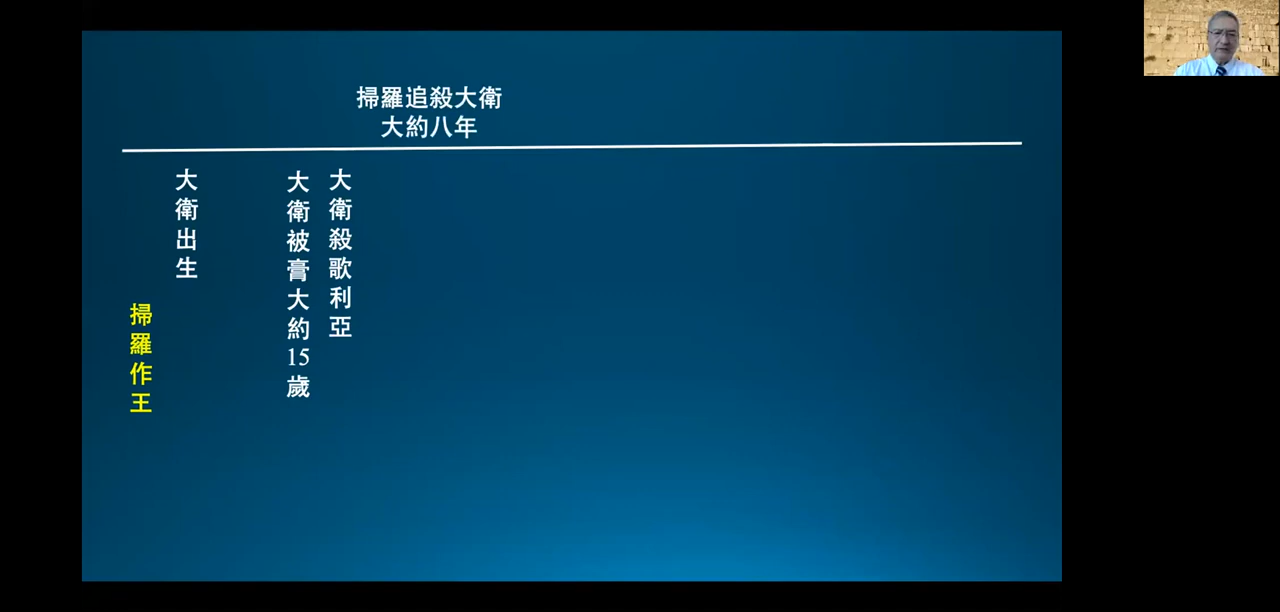 掃羅追殺大衛
大約八年
掃羅作王
大衛出生
大衛被膏大約15歲
大衛殺歌利亞